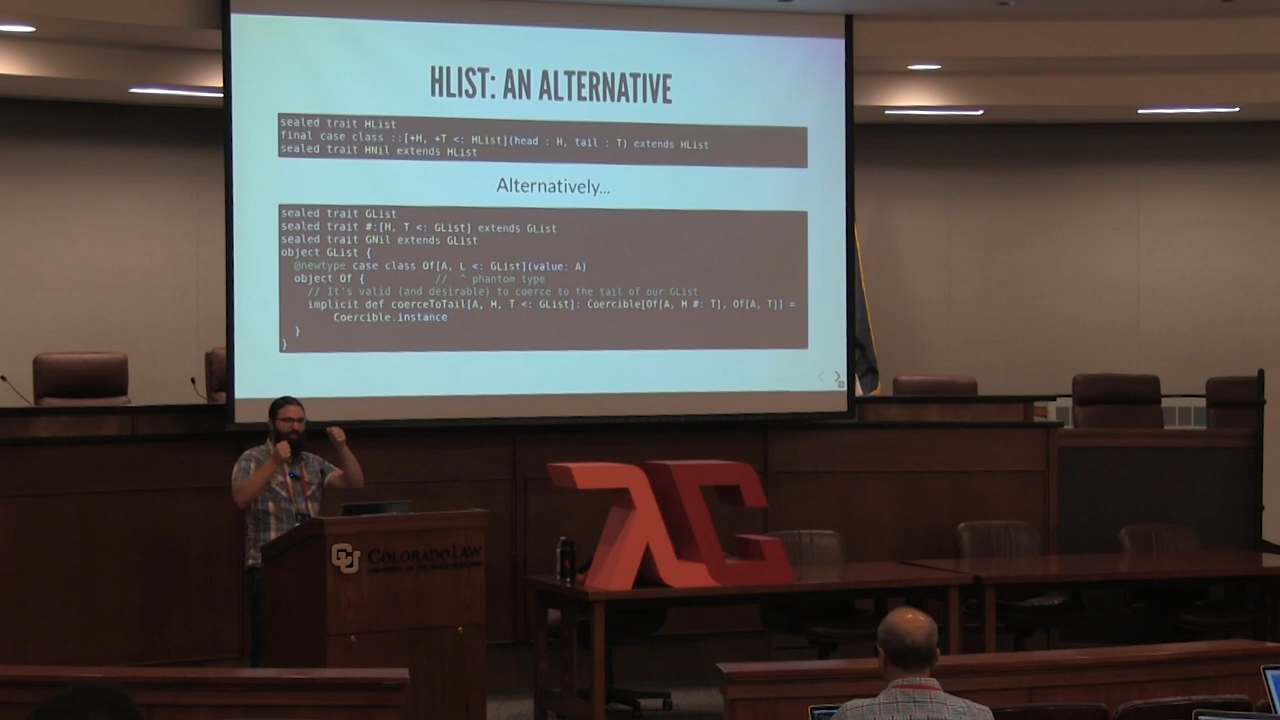 HLIST: AN ALTERNATIVE
sealed trait HList
final case class ::[+H, +T <: HList](head : H, tail : T) extends HList
sealed trait HNil extends HList
Alternatively...
sealed trait GList
sealed trait #:[H, T <: GList] extends GList
sealed trait GNil extends GList
object GList {
@newtype case class Of[A, L <: GList](value: A)
object Of { // ^ phantom type
// It's valid (and desirable) to coerce to the tail of our GList
implicit def coerceToTail[A, H, T <: GList]: Coercible[Of[A, H #: T], Of[A, T]] =
Coercible.instance
}
}
CU COLORADO LAW